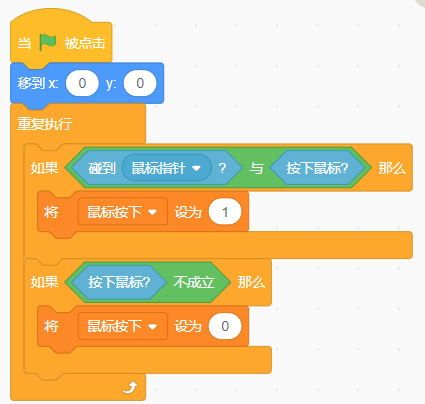 当 被点击
移到 x: 0 y: 0
重复执行
如果 碰到 鼠标指针 ? 与 按下鼠标? 那么
将 鼠标按下 设为 1
如果 按下鼠标? 不成立 那么
将 鼠标按下 设为 0